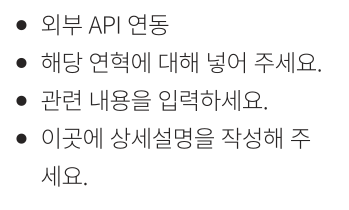 • 외부 API 연동
• 해당 연혁에 대해 넣어 주세요.
• 관련 내용을 입력하세요.
• 이곳에 상세설명을 작성해 주
세요.